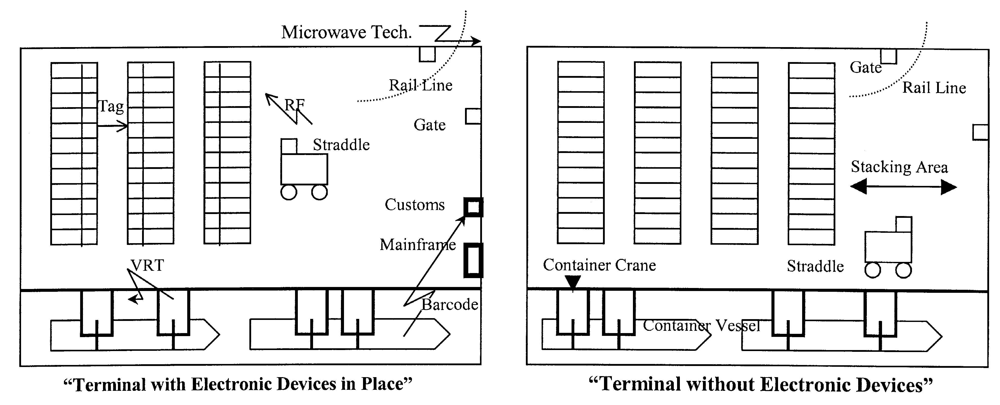 Microwave Tech.
Rail Line
Tag
RF
Gate
Straddle
Customs
Mainframe
VRT
Barcode
“Terminal with Electronic Devices in Place”
Gate
Rail Line
Stacking Area
Container Crane
Straddle
Container Vessel
“Terminal without Electronic Devices”